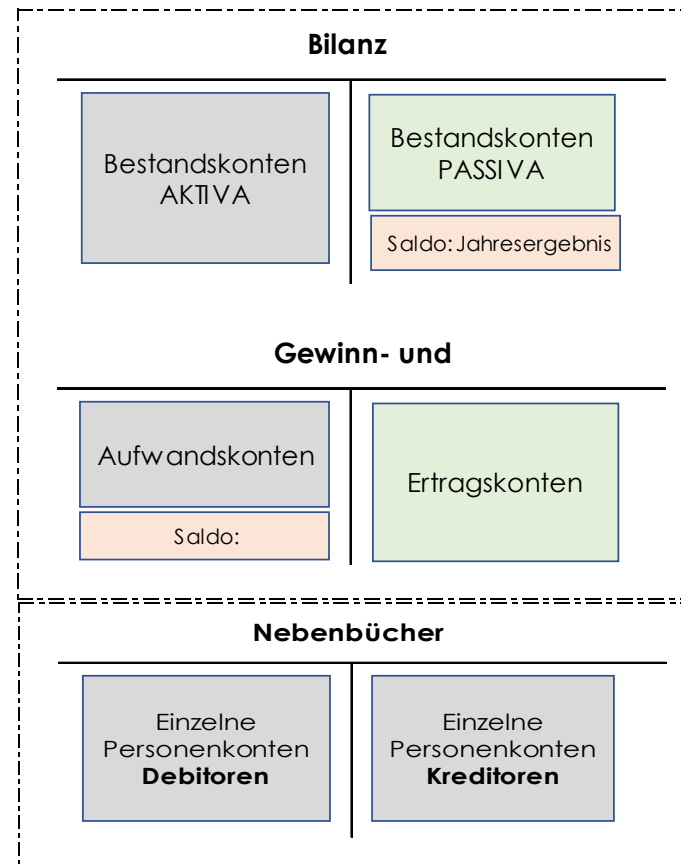 Bilanz
Bestandskonten
AKTIVA
Bestandskonten
PASSIVA
Saldo: Jahresergebnis
Gewinn- und
Aufwandskonten
Saldo:
Ertragskonten
Nebenbücher
Einzelne
Personenkonten
Debitoren
Einzelne
Personenkonten
Kreditoren